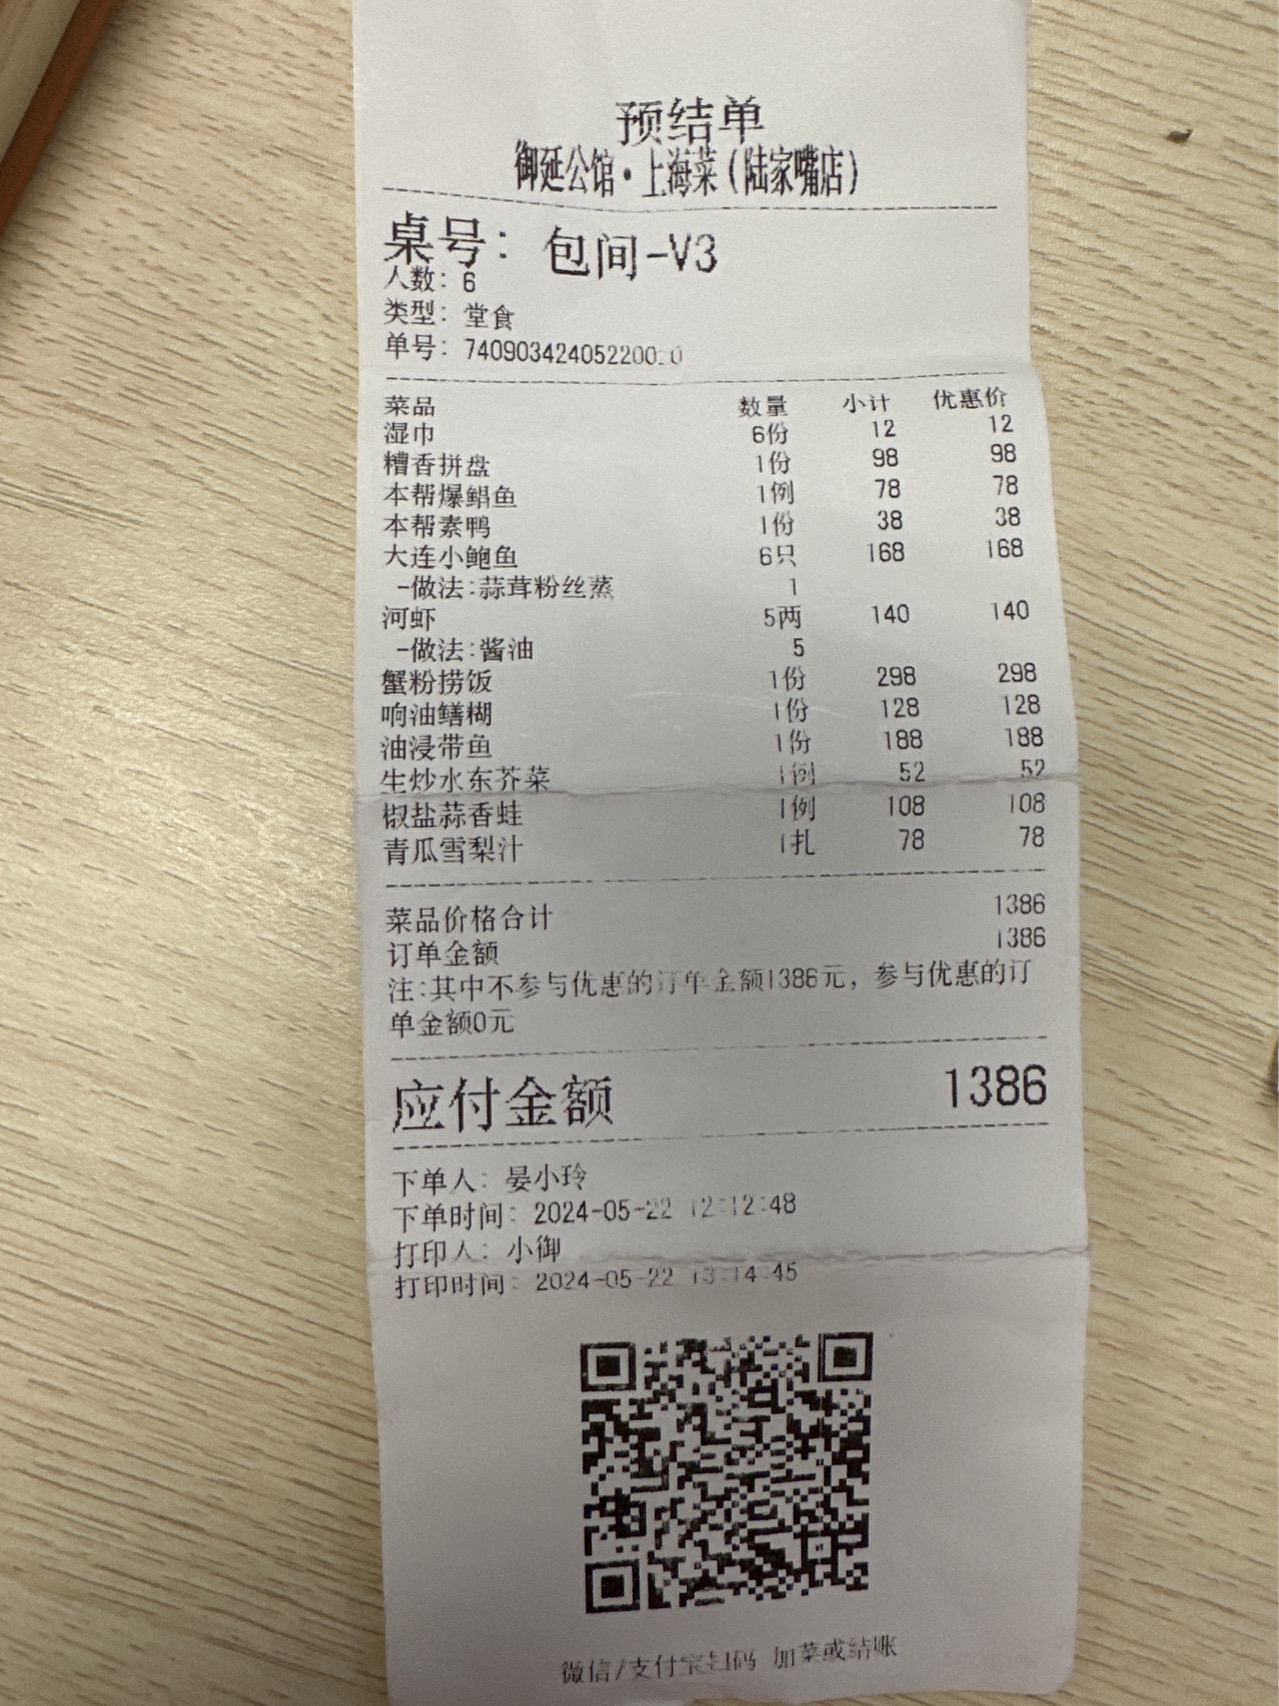 预结单
御延公馆·上海菜(陆家嘴店)
桌号: 包间-V3
人数: 6
类型: 堂食
单号:
菜品 数量 小计 优惠价
湿巾 6份 12 12
糟香拼盘 1份 98 98
本帮爆鲳鱼 1例 78 78
本帮素鸭 1份 38 38
大连小鲍鱼 6只 168 168
-做法:蒜茸粉丝蒸 1
河虾 5两 140 140
-做法:酱油 5
蟹粉捞饭 1份 298 298
响油鳝糊 1份 128 128
油浸带鱼 1份 188 188
生炒水东芥菜 1例 52 52
椒盐蒜香蛙 1例 108 108
青瓜雪梨汁 1扎 78 78
菜品价格合计 1386
订单金额 1386
注:其中不参与优惠的订单金额1386元, 参与优惠的订
单金额0元
应付金额 1386
下单人: 晏小玲
下单时间: 2024-05-22 12:12:48
打印人: 小御
打印时间: 2024-05-22 13:14:45
微信/支付宝扫码 加菜或结账